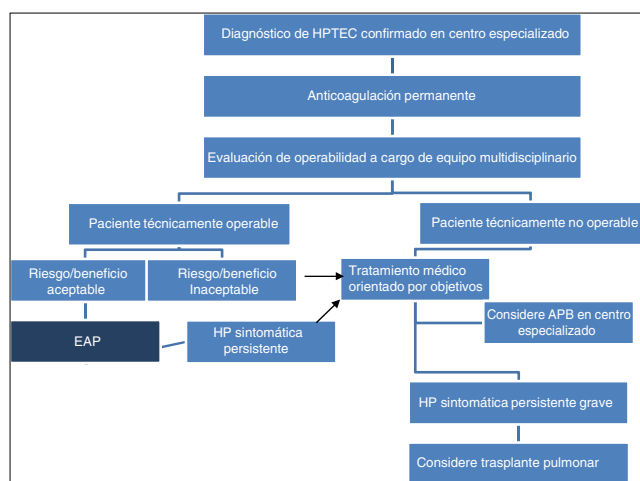 Diagnóstico de HPTEC confirmado en centro especializado
Anticoagulación permanente
Evaluación de operabilidad a cargo de equipo multidisciplinario
Paciente técnicamente operable
Paciente técnicamente no operable
Riesgo/beneficio
aceptable
Riesgo/beneficio
Inaceptable
Tratamiento médico
orientado por objetivos
EAP
HP sintomática
persistente
Considere APB en centro
especializado
HP sintomática persistente grave
Considere trasplante pulmonar